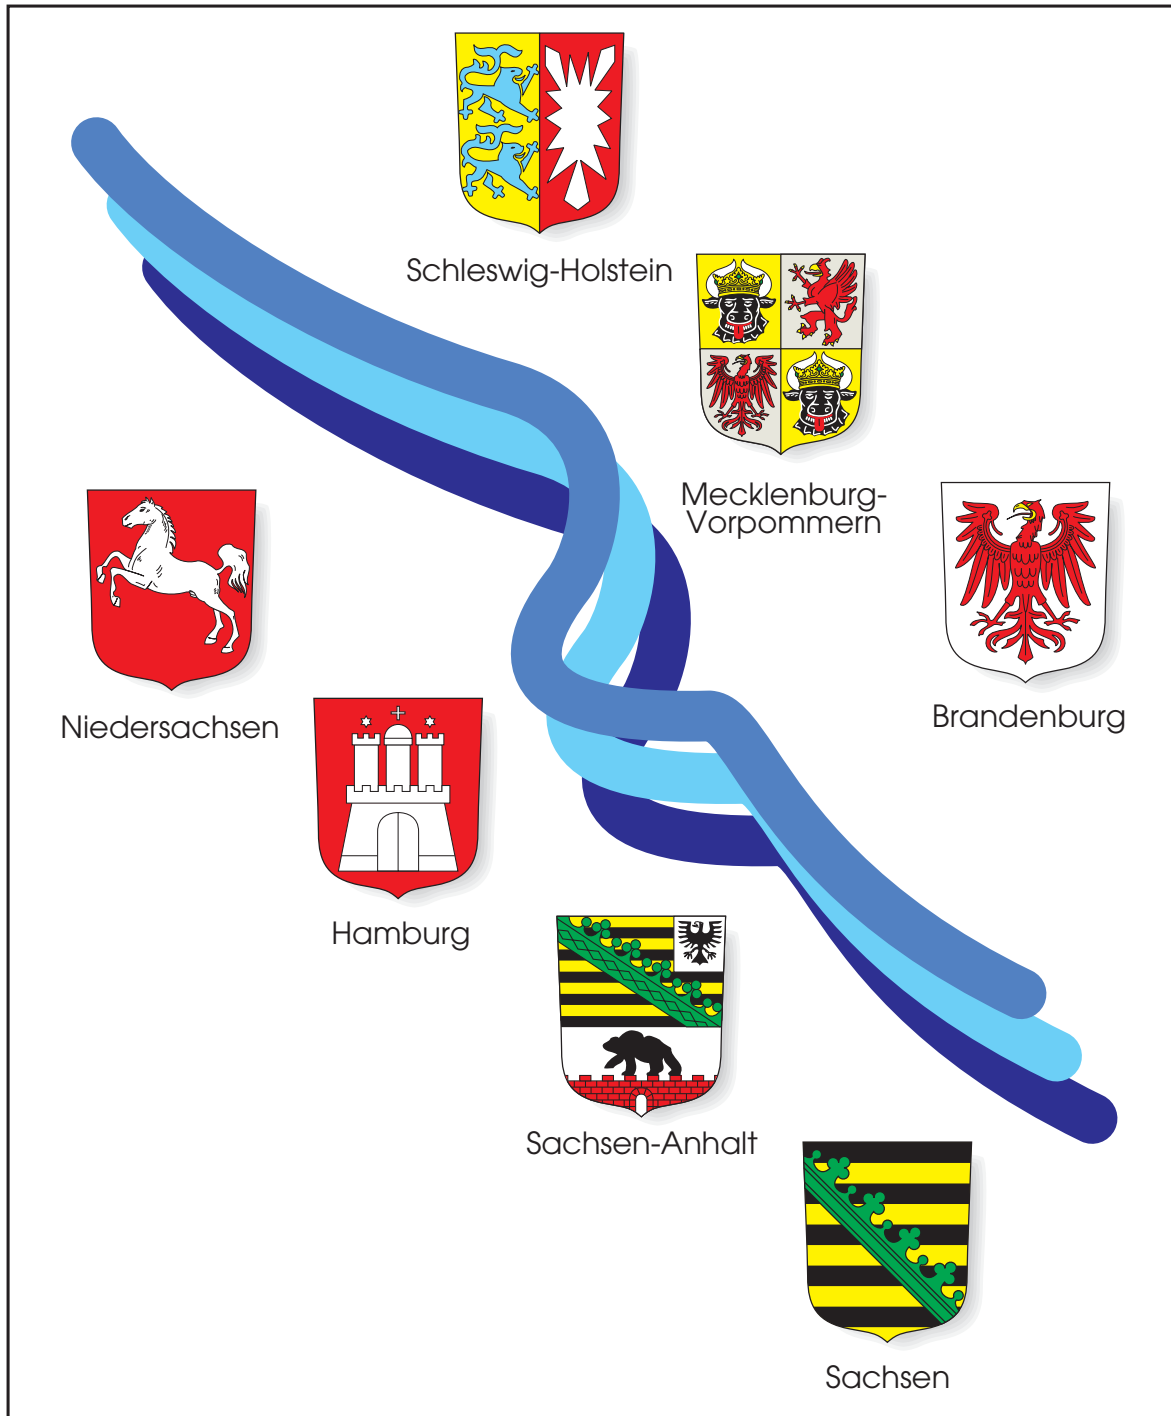 Schleswig-Holstein
Mecklenburg-
Vorpommern
Niedersachsen
Brandenburg
Hamburg
Sachsen-Anhalt
Sachsen